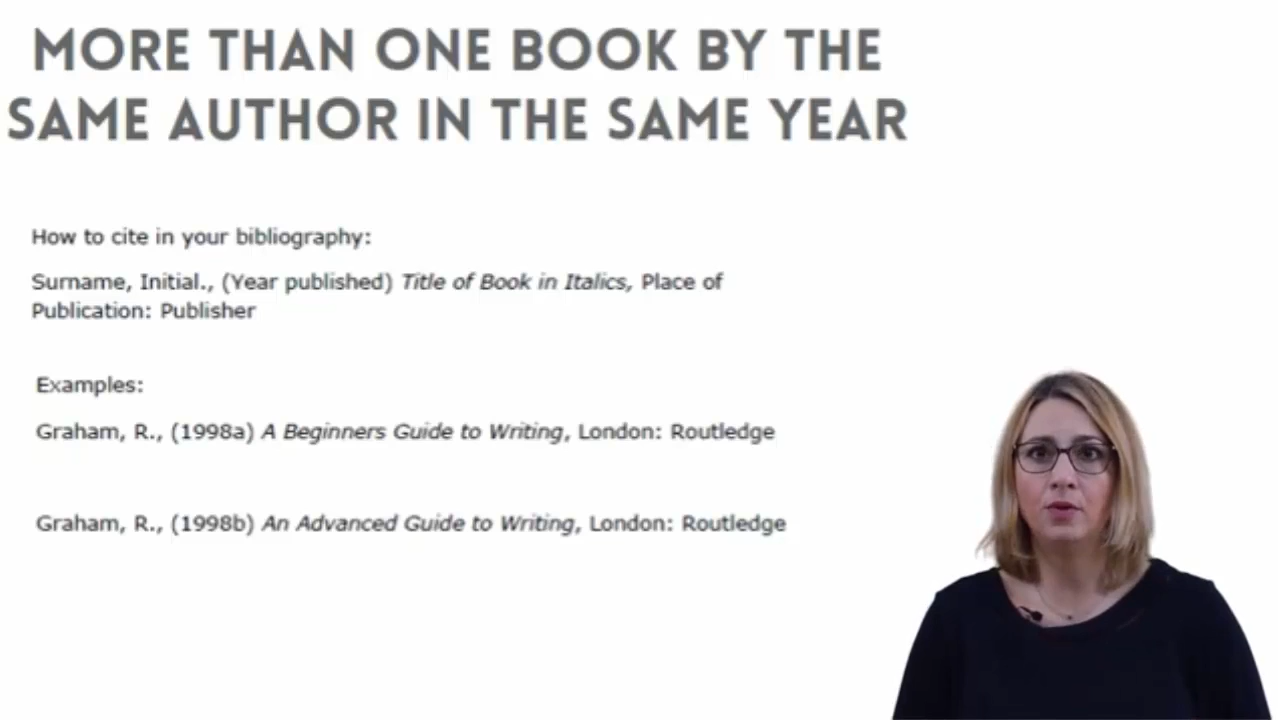 MORE THAN ONE BOOK BY THE
SAME AUTHOR IN THE SAME YEAR
How to cite in your bibliography:
Surname, Initial., (Year published) Title of Book in Italics, Place of
Publication: Publisher
Examples:
Graham, R., (1998a) A Beginners Guide to Writing, London: Routledge
Graham, R., (1998b) An Advanced Guide to Writing, London: Routledge